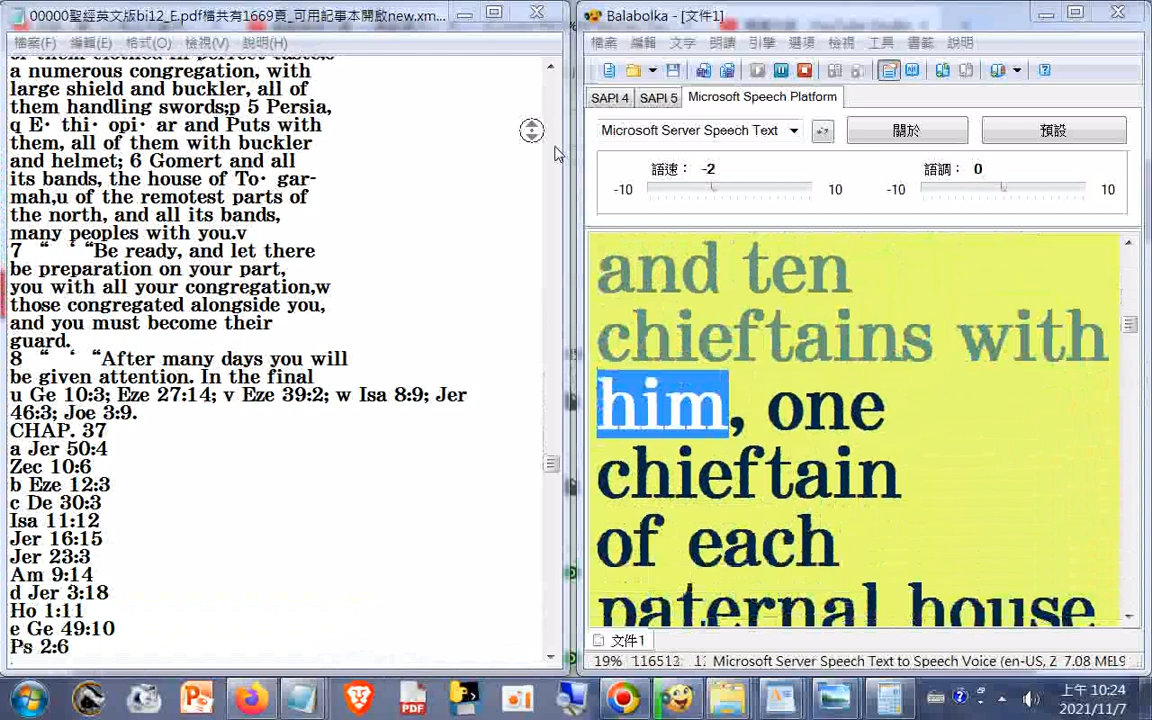 00000聖經英文版bi12_E.pdf檔共有1669頁_可用記事本開啟new.xm...
檔案(F) 編輯(E) 格式(O) 檢視(V) 說明(H)
of them clothed in perfect taste,o
a numerous congregation, with
large shield and buckler, all of
them handling swords;p 5 Persia,
q E· thi· opi· ar and Puts with
them, all of them with buckler
and helmet; 6 Gomert and all
its bands, the house of To· gar-
mah,u of the remotest parts of
the north, and all its bands,
many peoples with you.v
7 “ ‘ “Be ready, and let there
be preparation on your part,
you with all your congregation,w
those congregated alongside you,
and you must become their
guard.
8 “ ‘ “After many days you will
be given attention. In the final
u Ge 10:3; Eze 27:14; v Eze 39:2; w Isa 8:9; Jer
46:3; Joe 3:9.
CHAP. 37
a Jer 50:4
Zec 10:6
b Eze 12:3
c De 30:3
Isa 11:12
Jer 16:15
Jer 23:3
Am 9:14
d Jer 3:18
Ho 1:11
e Ge 49:10
Ps 2:6
Balabolka - [文件1]
檔案 編輯 文字 朗讀 引擎 選項 檢視 工具 書籤 說明
SAPI 4 SAPI 5 Microsoft Speech Platform
Microsoft Server Speech Text 關於 預設
語速： -2 語調： 0
-10 10 -10 10
and ten
chieftains with
him, one
chieftain
of each
paternal house
文件1
19% 116512 Microsoft Server Speech Text to Speech Voice (en-US, Z 7.08 МБ
PDF
上午 10:24
2021/11/7